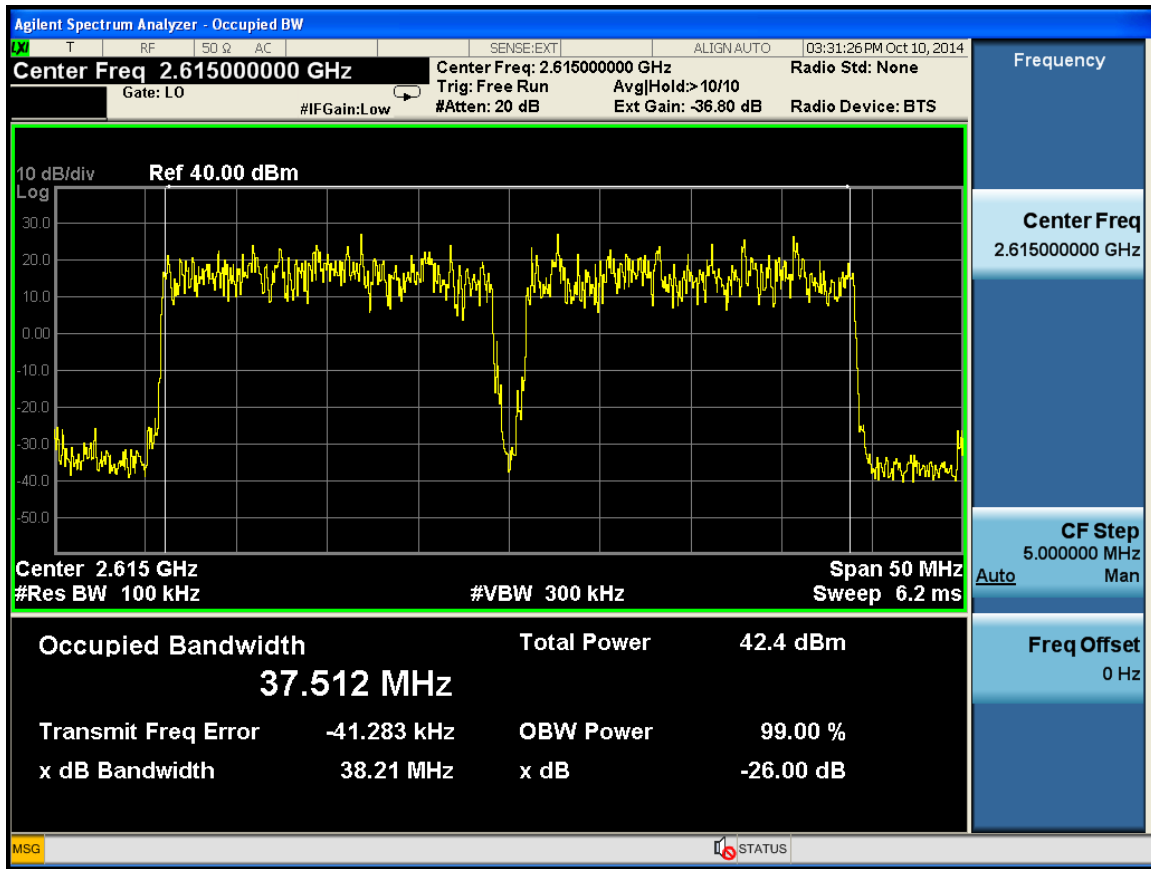 Agilent Spectrum Analyzer - Occupied BW
LXI T RF 50 Ω AC SENSE:EXT ALIGN AUTO 03:31:26 PM Oct 10, 2014
Center Freq 2.615000000 GHz
Gate: LO
#IFGain:Low
Center Freq: 2.615000000 GHz
Trig: Free Run Avg|Hold:> 10/10
#Atten: 20 dB Ext Gain: -36.80 dB
Radio Std: None
Radio Device: BTS
10 dB/div Ref 40.00 dBm
Log
30.0
20.0
10.0
0.00
-10.0
-20.0
-30.0
-40.0
-50.0
Center 2.615 GHz Span 50 MHz
#Res BW 100 kHz #VBW 300 kHz Sweep 6.2 ms
Occupied Bandwidth Total Power 42.4 dBm
37.512 MHz
Transmit Freq Error -41.283 kHz OBW Power 99.00 %
x dB Bandwidth 38.21 MHz x dB -26.00 dB
Frequency
Center Freq
2.615000000 GHz
CF Step
5.000000 MHz
Auto Man
Freq Offset
0 Hz
MSG STATUS